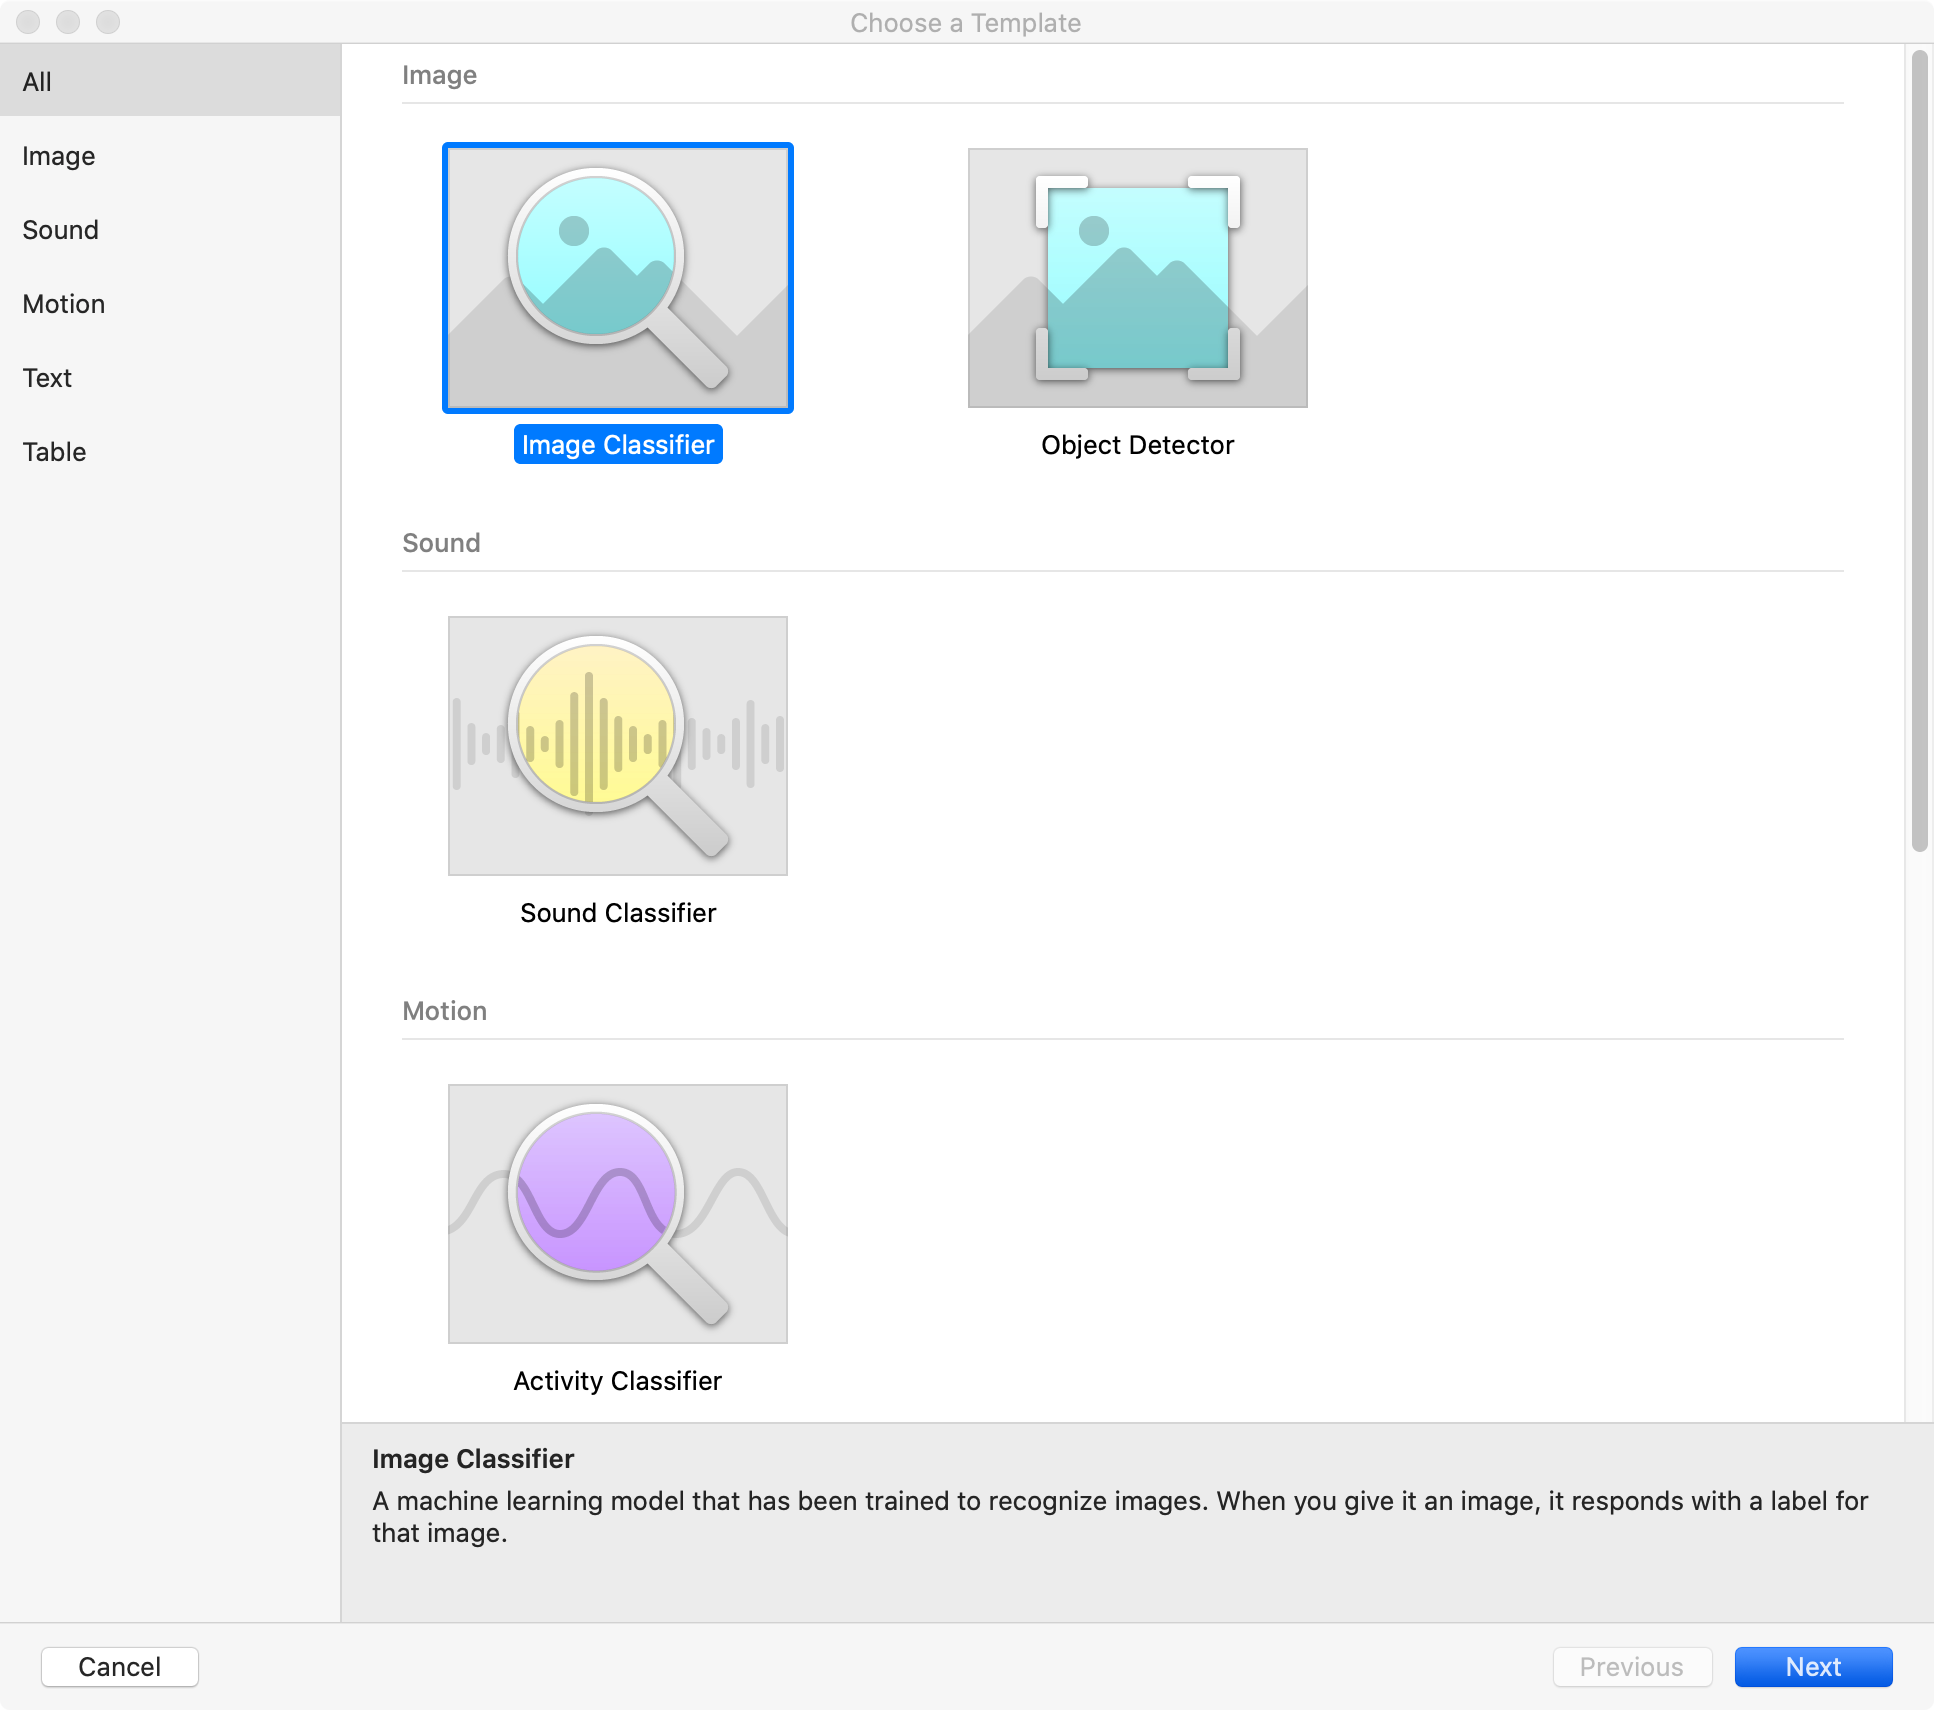 Choose a Template
All
Image
Sound
Motion
Text
Table
Image
Image Classifier
Object Detector
Sound
Sound Classifier
Motion
Activity Classifier
Image Classifier
A machine learning model that has been trained to recognize images. When you give it an image, it responds with a label for
that image.
Cancel
Previous
Next